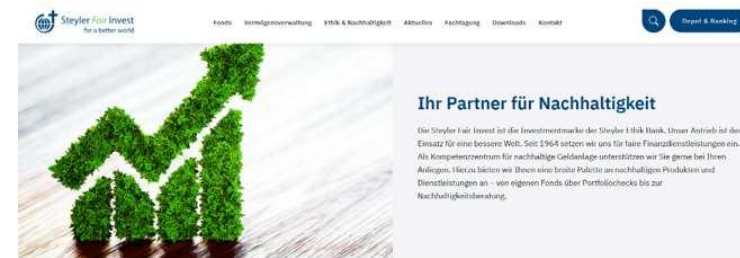 Steyler Fair Invest
for a better world
Fonds Vermögensverwaltung Ethik & Nachhaltigkeit Aktuelles Fachtagung Downloads Kontakt
Depot & Banking
Ihr Partner für Nachhaltigkeit
Die Steyler Fair Invest ist die Investmentmarke der Steyler Ethik Bank. Unser Antrieb ist der
Einsatz für eine bessere Welt. Seit 1964 setzen wir uns für faire Finanzdienstleistungen ein.
Als Kompetenzzentrum für nachhaltige Geldanlage unterstützen wir Sie gerne bei Ihren
Anliegen. Hierzu bieten wir Ihnen eine breite Palette an nachhaltigen Produkten und
Dienstleistungen an – von eigenen Fonds über Portfoliochecks bis zur
Nachhaltigkeitsberatung.